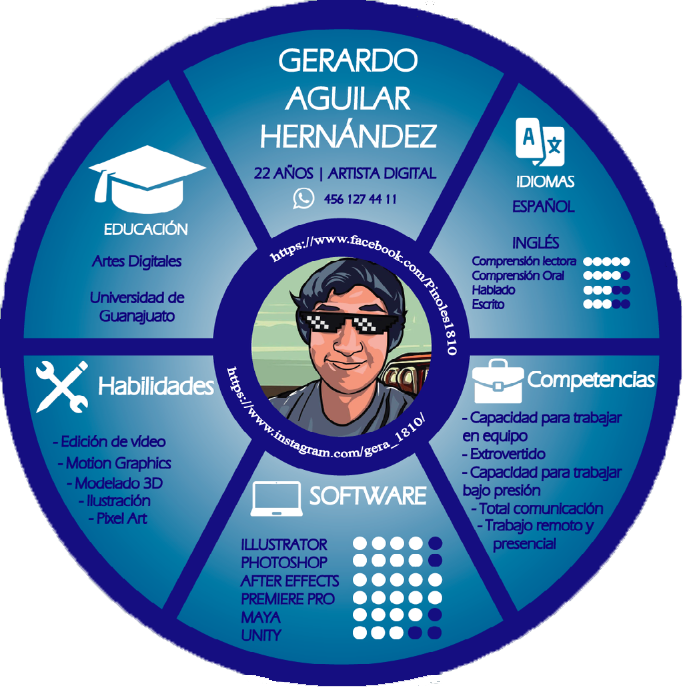 GERARDO
AGUILAR
HERNÁNDEZ
22 AÑOS | ARTISTA DIGITAL
456 127 44 11
EDUCACIÓN
Artes Digitales
Universidad de
Guanajuato
A
文
IDIOMAS
ESPAÑOL
INGLÉS
Comprensión lectora
Comprensión Oral
Hablado
Escrito
https://www.facebook.com/Pinoles1810
https://www.instagram.com/gera_1810/
Habilidades
- Edición de vídeo
- Motion Graphics
- Modelado 3D
- Ilustración
- Pixel Art
Competencias
- Capacidad para trabajar
en equipo
- Extrovertido
- Capacidad para trabajar
bajo presión
- Total comunicación
- Trabajo remoto y
presencial
SOFTWARE
ILLUSTRATOR
PHOTOSHOP
AFTER EFFECTS
PREMIERE PRO
MAYA
UNITY